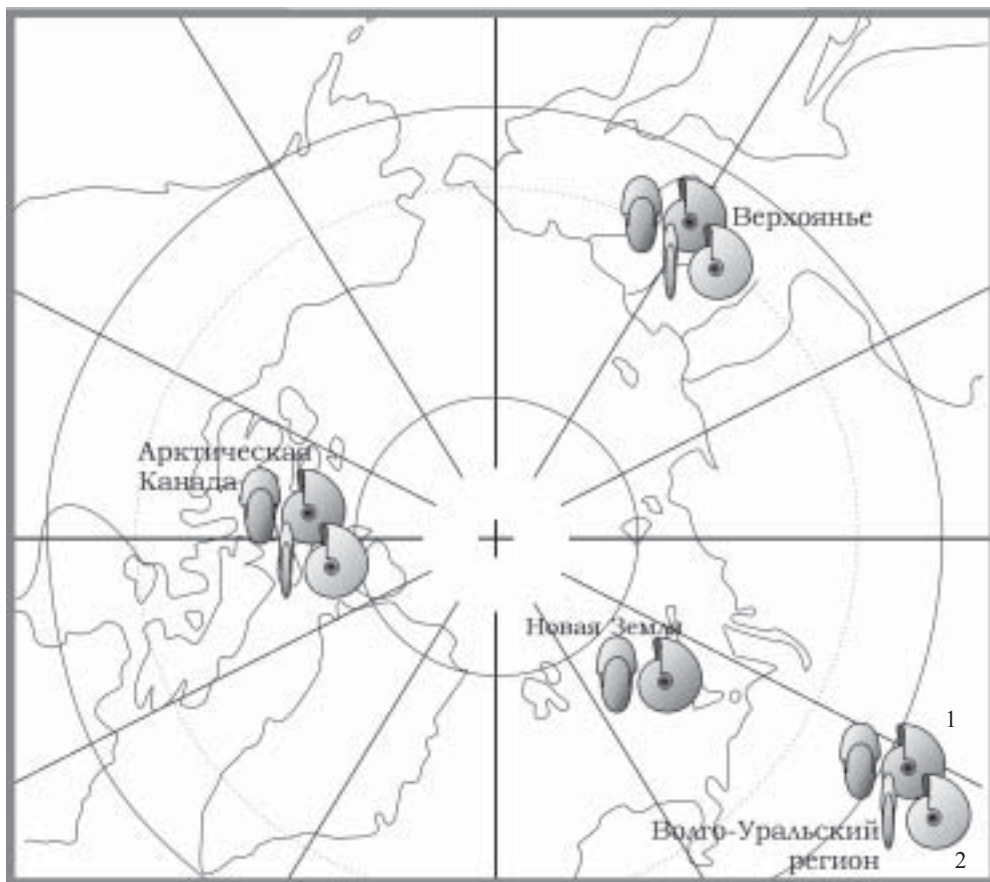 Верхоянье
Арктическая
Канада
Новая Земля
1
Волго-Уральский
регион
2